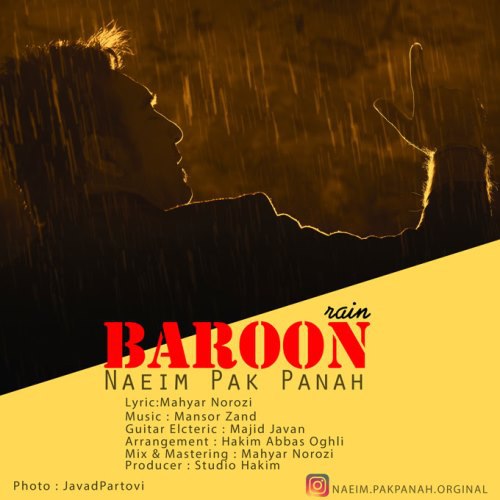 rain
BAROON
NAEIM PAK PANAH
Lyric:Mahyar Norozi
Music : Mansor Zand
Guitar Elcteric : Majid Javan
Arrangement : Hakim Abbas Oghli
Mix & Mastering : Mahyar Norozi
Producer : Studio Hakim
Photo : JavadPartovi
NAEIM.PAKPANAH.ORGINAL